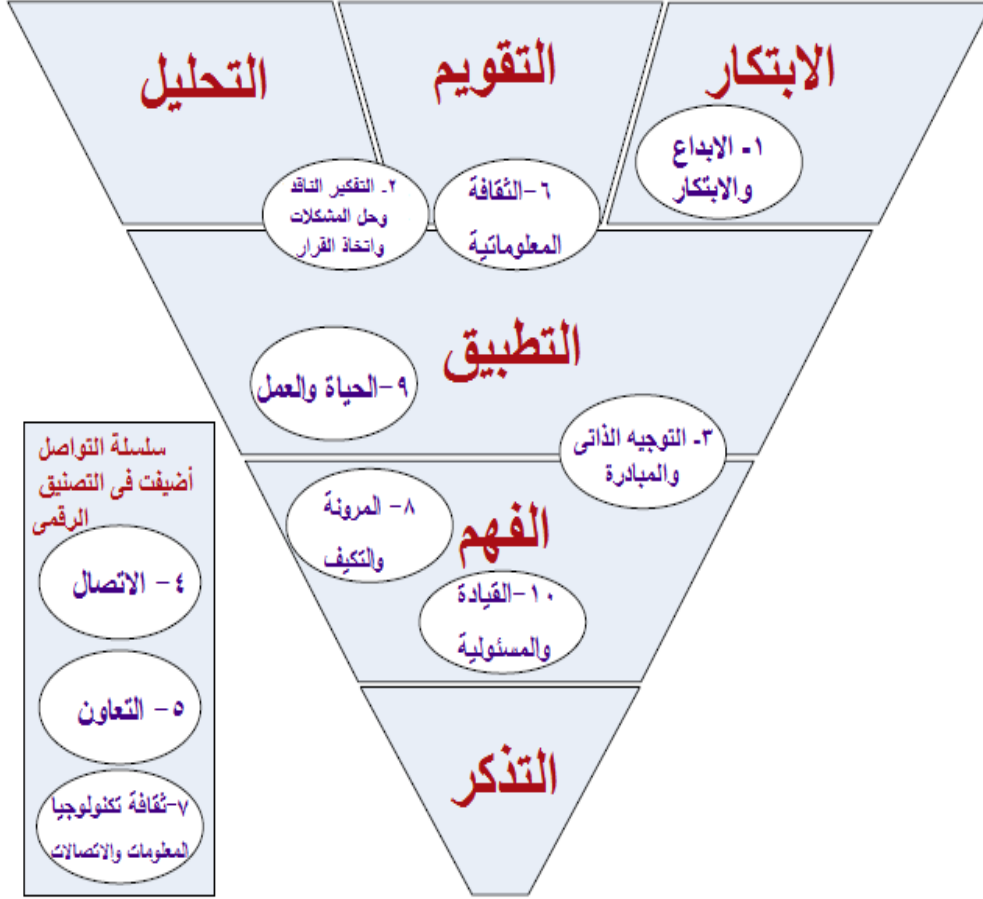 الابتكار
التقويم
التحليل
١- الابداع
والابتكار
٦-الثقافة
المعلوماتية
٢- التفكير الناقد
وحل المشكلات
واتخاذ القرار
التطبيق
٩-الحياة والعمل
٣- التوجيه الذاتى
والمبادرة
الفهم
٨- المرونة
والتكيف
١٠-القيادة
والمسئولية
التذكر
سلسلة التواصل
أضيفت فى التصنيق
الرقمى
٤- الاتصال
٥- التعاون
٧-ثقافة تكنولوجيا
المعلومات والاتصالات